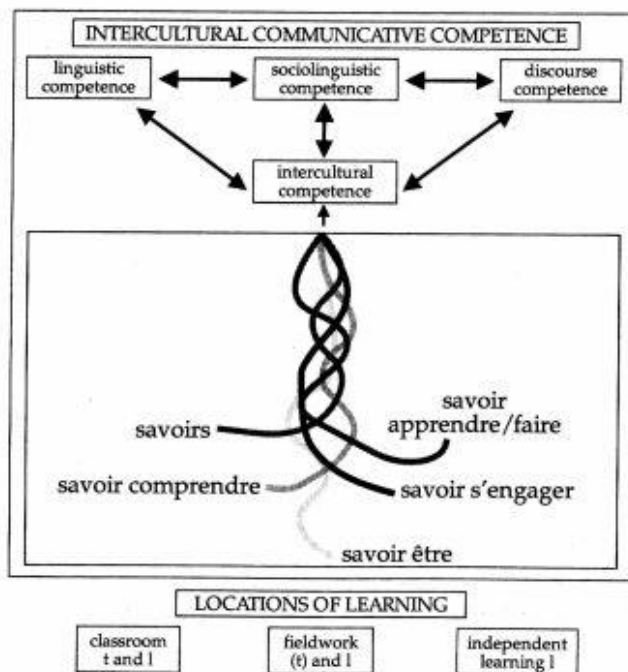 INTERCULTURAL COMMUNICATIVE COMPETENCE
linguistic
competence
sociolinguistic
competence
discourse
competence
intercultural
competence
savoirs
savoir
apprendre/faire
savoir comprendre
savoir s'engager
savoir être
LOCATIONS OF LEARNING
classroom
t and l
fieldwork
(t) and l
independent
learning l